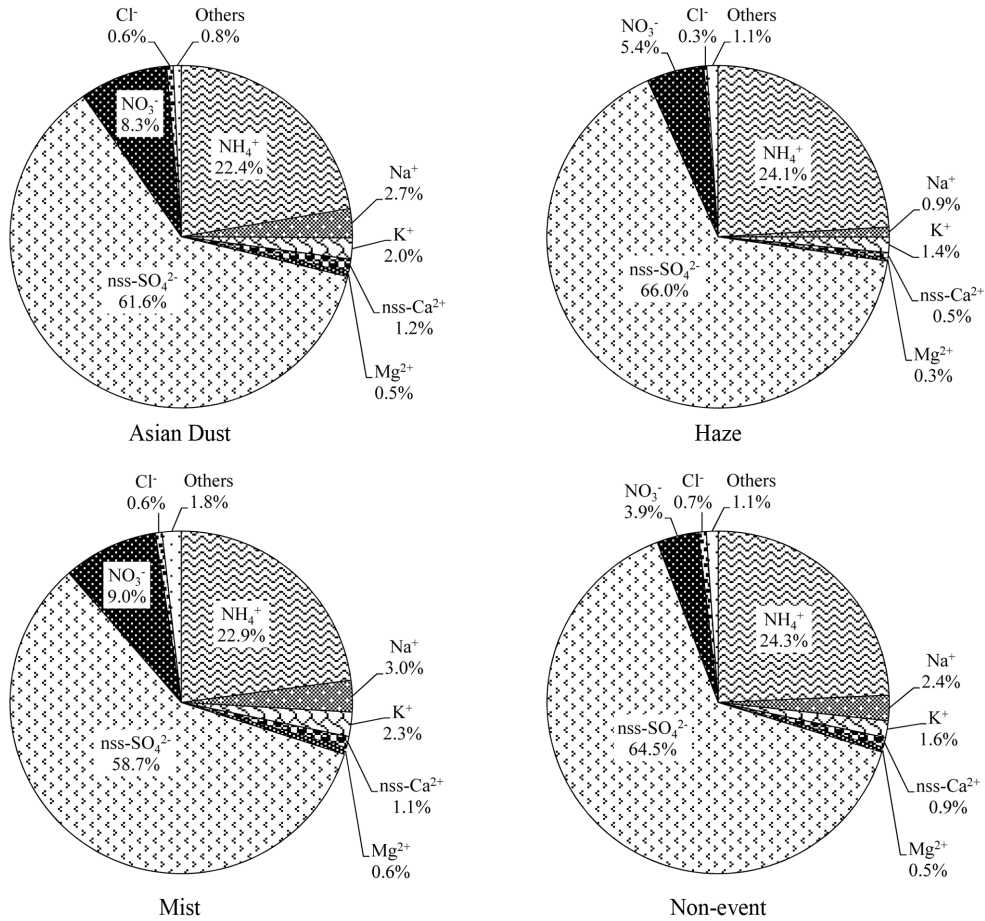 Cl⁻
0.6%
Others
0.8%
NO₃⁻
8.3%
NH₄⁺
22.4%
Na⁺
2.7%
K⁺
2.0%
nss-Ca²⁺
1.2%
Mg²⁺
0.5%
nss-SO₄²⁻
61.6%
Asian Dust
NO₃⁻
5.4%
Cl⁻
0.3%
Others
1.1%
NH₄⁺
24.1%
Na⁺
0.9%
K⁺
1.4%
nss-Ca²⁺
0.5%
Mg²⁺
0.3%
nss-SO₄²⁻
66.0%
Haze
Cl⁻
0.6%
Others
1.8%
NO₃⁻
9.0%
NH₄⁺
22.9%
Na⁺
3.0%
K⁺
2.3%
nss-Ca²⁺
1.1%
Mg²⁺
0.6%
nss-SO₄²⁻
58.7%
Mist
NO₃⁻
3.9%
Cl⁻
0.7%
Others
1.1%
NH₄⁺
24.3%
Na⁺
2.4%
K⁺
1.6%
nss-Ca²⁺
0.9%
Mg²⁺
0.5%
nss-SO₄²⁻
64.5%
Non-event